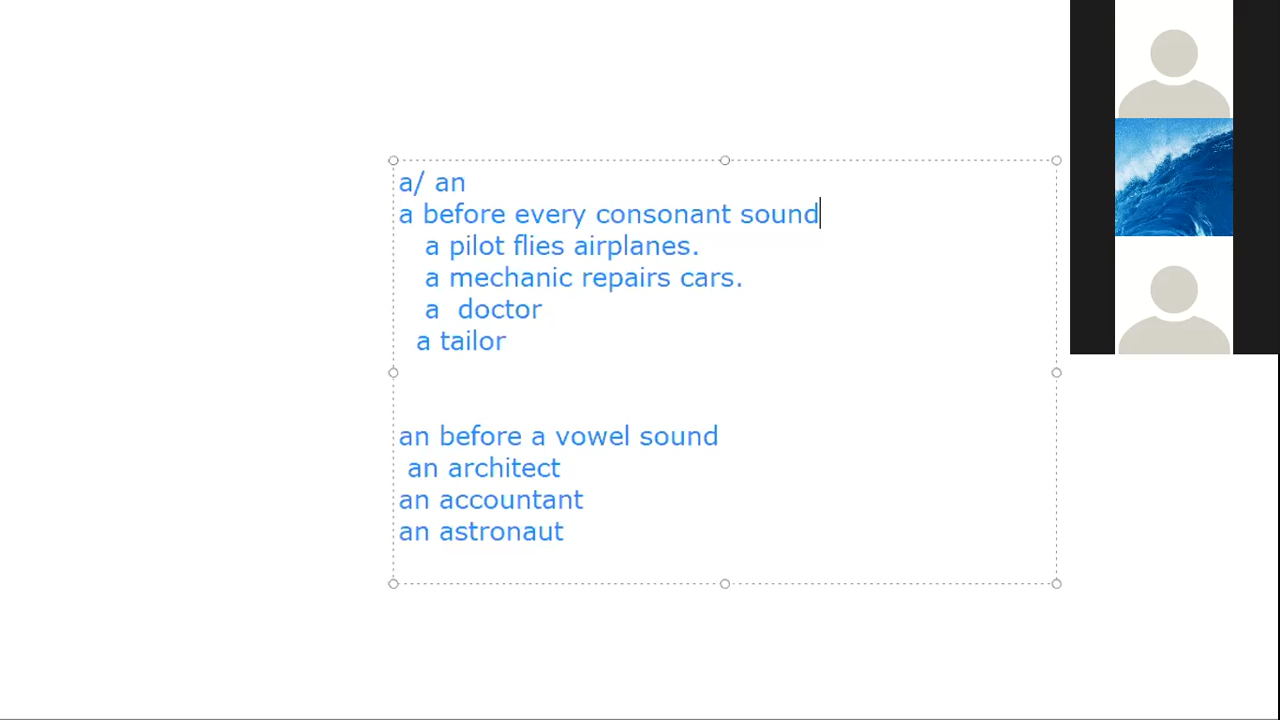 a/ an
a before every consonant sound
a pilot flies airplanes.
a mechanic repairs cars.
a  doctor
a tailor
an before a vowel sound
an architect
an accountant
an astronaut